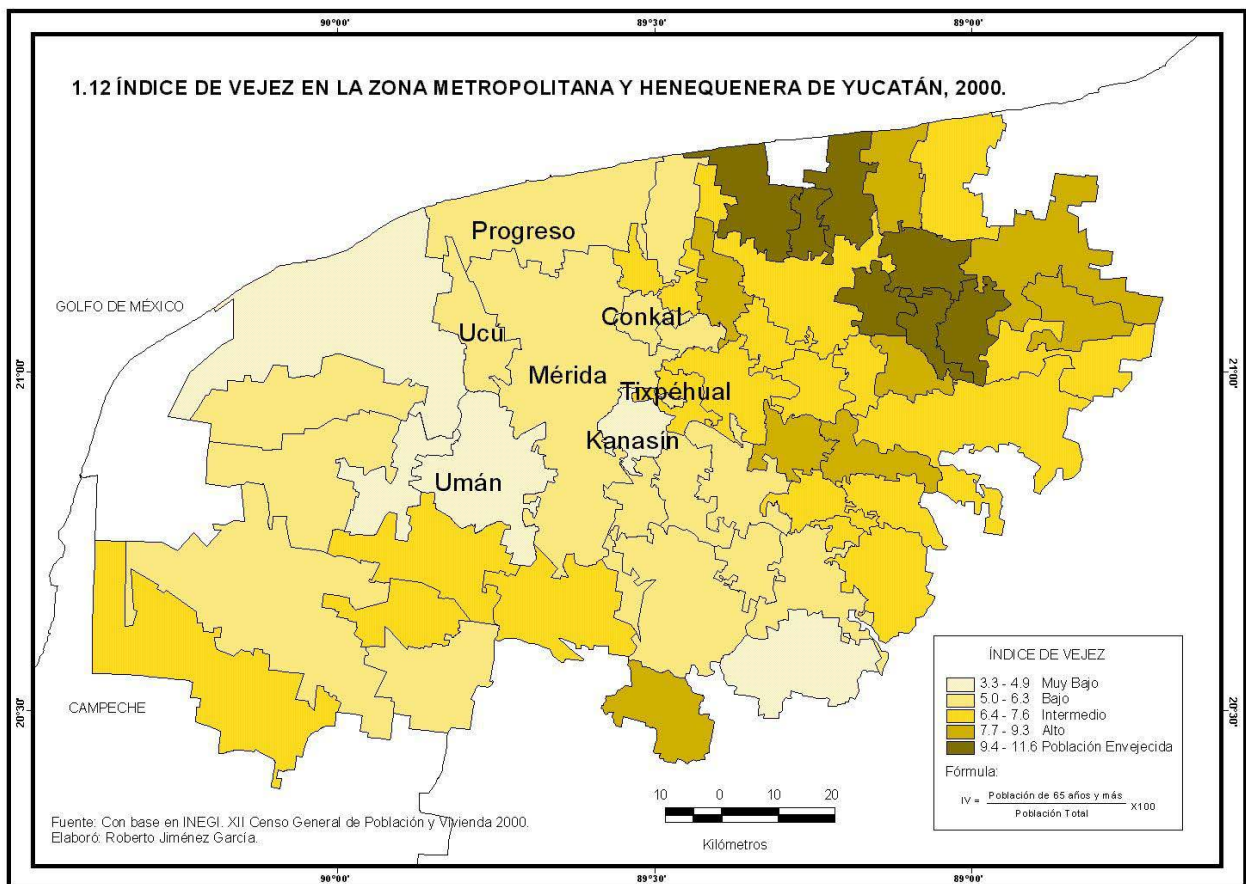 90°00' 89°30' 89°00'
1.12 ÍNDICE DE VEJEZ EN LA ZONA METROPOLITANA Y HENEQUENERA DE YUCATÁN, 2000.
Progreso
GOLFO DE MÉXICO
Conkal
Ucú
21°00' 21°00'
Mérida
Tixpéhual
Kanasín
Umán
ÍNDICE DE VEJEZ
3.3 - 4.9 Muy Bajo
5.0 - 6.3 Bajo
6.4 - 7.6 Intermedio
7.7 - 9.3 Alto
9.4 - 11.6 Población Envejecida
CAMPECHE
20°30' 20°30'
Fórmula:
IV = Población de 65 años y más
Población Total
X100
10 0 10 20
Kilómetros
Fuente: Con base en INEGI. XII Censo General de Población y Vivienda 2000.
Elaboró: Roberto Jiménez García.
90°00' 89°30' 89°00'